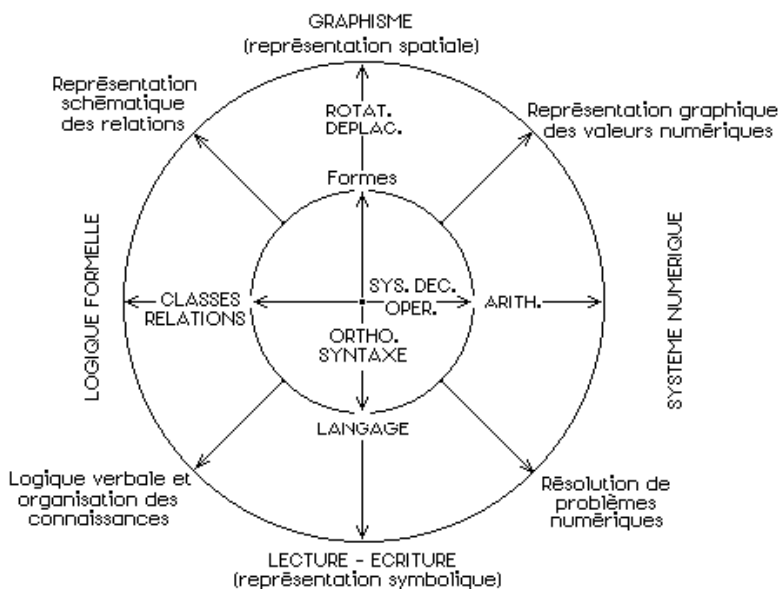 GRAPHISME
(représentation spatiale)
Représentation
schématique
des relations
ROTAT.
DEPLAC.
Représentation graphique
des valeurs numériques
Formes
LOGIQUE FORMELLE
CLASSES
RELATIONS
SYS. DEC.
OPER.
ARITH.
SYSTEME NUMERIQUE
ORTHO.
SYNTAXE
LANGAGE
Logique verbale et
organisation des
connaissances
Résolution de
problèmes
numériques
LECTURE - ECRITURE
(représentation symbolique)